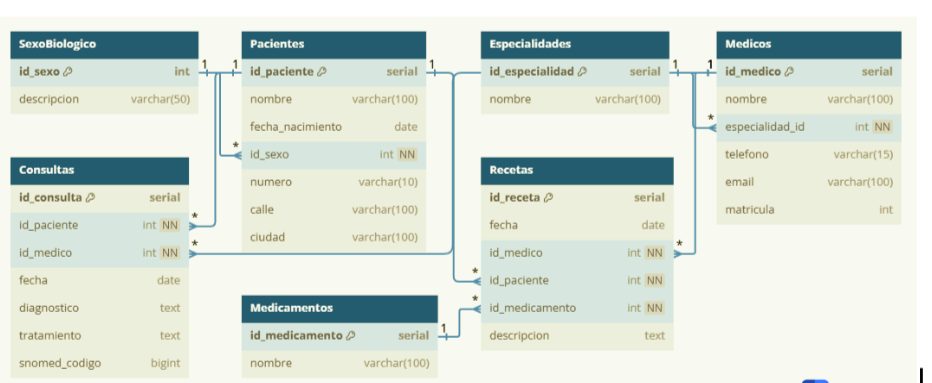 SexoBiologico
id_sexo int
descripcion varchar(50)
Pacientes
id_paciente serial
nombre varchar(100)
fecha_nacimiento date
id_sexo int NN
numero varchar(10)
calle varchar(100)
ciudad varchar(100)
Especialidades
id_especialidad serial
nombre varchar(100)
Medicos
id_medico serial
nombre varchar(100)
especialidad_id int NN
telefono varchar(15)
email varchar(100)
matricula int
Consultas
id_consulta serial
id_paciente int NN
id_medico int NN
fecha date
diagnostico text
tratamiento text
snomed_codigo bigint
Recetas
id_receta serial
fecha date
id_medico int NN
id_paciente int NN
id_medicamento int NN
descripcion text
Medicamentos
id_medicamento serial
nombre varchar(100)
1
1
1
1
1
1
*
*
*
*
*
*
*